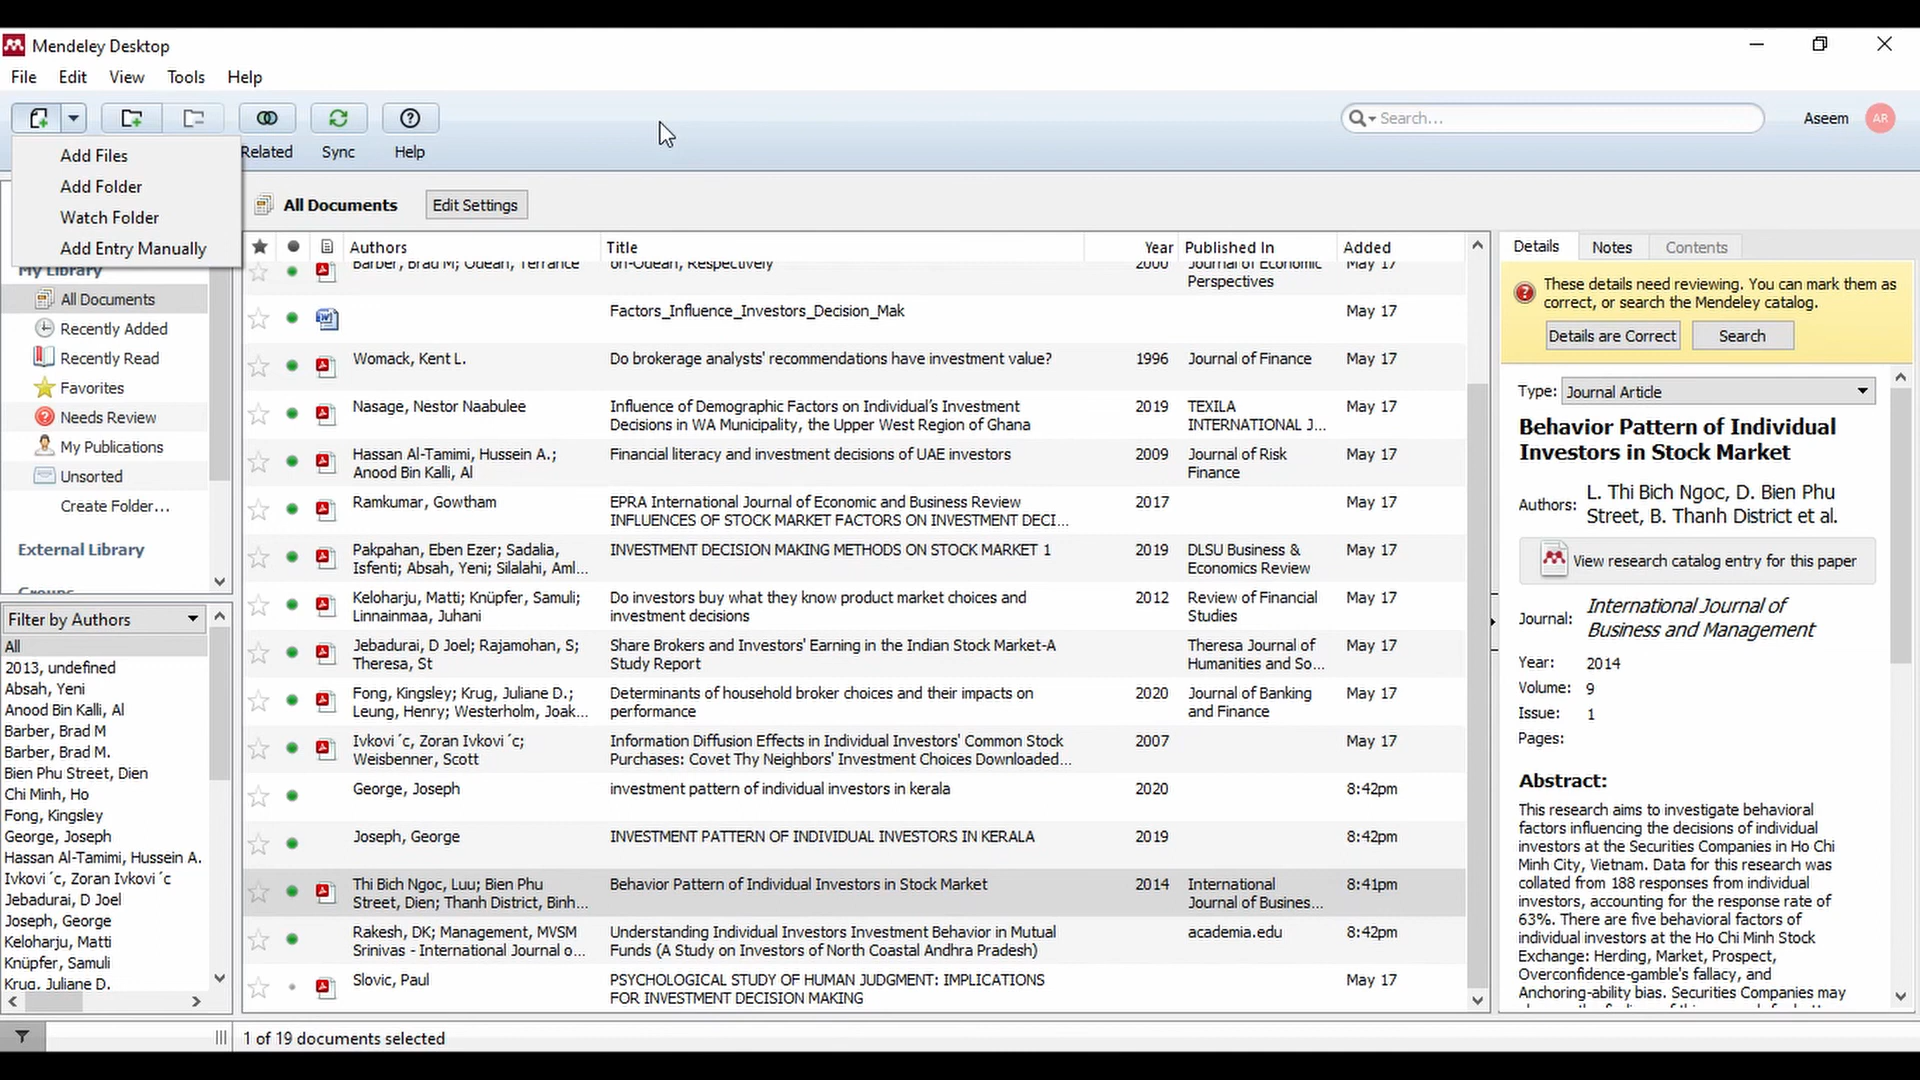 Mendeley Desktop
File Edit View Tools Help
Search...
Aseem AR
Related Sync Help
Add Files
Add Folder
Watch Folder
Add Entry Manually
My Library
All Documents
Recently Added
Recently Read
Favorites
Needs Review
My Publications
Unsorted
Create Folder...
External Library
Groups
Filter by Authors
All
2013, undefined
Absah, Yeni
Anood Bin Kalli, Al
Barber, Brad M
Barber, Brad M.
Bien Phu Street, Dien
Chi Minh, Ho
Fong, Kingsley
George, Joseph
Hassan Al-Tamimi, Hussein A.
Ivkovi ´c, Zoran Ivkovi ´c
Jebadurai, D Joel
Joseph, George
Keloharju, Matti
Knüpfer, Samuli
Krug, Juliane D.
All Documents Edit Settings
Authors Title Year Published In Added
Barber, Brad M; Odean, Terrance on-Odean, Respectively 2000 Journal of Economic May 17
Perspectives
Factors_Influence_Investors_Decision_Mak May 17
Womack, Kent L. Do brokerage analysts' recommendations have investment value? 1996 Journal of Finance May 17
Nasage, Nestor Naabulee Influence of Demographic Factors on Individual's Investment 2019 TEXILA May 17
Decisions in WA Municipality, the Upper West Region of Ghana INTERNATIONAL J...
Hassan Al-Tamimi, Hussein A.; Financial literacy and investment decisions of UAE investors 2009 Journal of Risk May 17
Anood Bin Kalli, Al Finance
Ramkumar, Gowtham EPRA International Journal of Economic and Business Review 2017 May 17
INFLUENCES OF STOCK MARKET FACTORS ON INVESTMENT DECI...
Pakpahan, Eben Ezer; Sadalia, INVESTMENT DECISION MAKING METHODS ON STOCK MARKET 1 2019 DLSU Business & May 17
Isfenti; Absah, Yeni; Silalahi, Aml... Economics Review
Keloharju, Matti; Knüpfer, Samuli; Do investors buy what they know product market choices and 2012 Review of Financial May 17
Linnainmaa, Juhani investment decisions Studies
Jebadurai, D Joel; Rajamohan, S; Share Brokers and Investors' Earning in the Indian Stock Market-A Theresa Journal of May 17
Theresa, St Study Report Humanities and So...
Fong, Kingsley; Krug, Juliane D.; Determinants of household broker choices and their impacts on 2020 Journal of Banking May 17
Leung, Henry; Westerholm, Joak... performance and Finance
Ivkovi ´c, Zoran Ivkovi ´c; Information Diffusion Effects in Individual Investors' Common Stock 2007 May 17
Weisbenner, Scott Purchases: Covet Thy Neighbors' Investment Choices Downloaded...
George, Joseph investment pattern of individual investors in kerala 2020 8:42pm
Joseph, George INVESTMENT PATTERN OF INDIVIDUAL INVESTORS IN KERALA 2019 8:42pm
Thi Bich Ngoc, Luu; Bien Phu Behavior Pattern of Individual Investors in Stock Market 2014 International 8:41pm
Street, Dien; Thanh District, Binh... Journal of Busines...
Rakesh, DK; Management, MVSM Understanding Individual Investors Investment Behavior in Mutual academia.edu 8:42pm
Srinivas - International Journal o... Funds (A Study on Investors of North Coastal Andhra Pradesh)
Slovic, Paul PSYCHOLOGICAL STUDY OF HUMAN JUDGMENT: IMPLICATIONS May 17
FOR INVESTMENT DECISION MAKING
Details Notes Contents
These details need reviewing. You can mark them as
correct, or search the Mendeley catalog.
Details are Correct Search
Type: Journal Article
Behavior Pattern of Individual
Investors in Stock Market
Authors: L. Thi Bich Ngoc, D. Bien Phu
Street, B. Thanh District et al.
View research catalog entry for this paper
Journal: International Journal of
Business and Management
Year: 2014
Volume: 9
Issue: 1
Pages:
Abstract:
This research aims to investigate behavioral
factors influencing the decisions of individual
investors at the Securities Companies in Ho Chi
Minh City, Vietnam. Data for this research was
collated from 188 responses from individual
investors, accounting for the response rate of
63%. There are five behavioral factors of
individual investors at the Ho Chi Minh Stock
Exchange: Herding, Market, Prospect,
Overconfidence-gamble's fallacy, and
Anchoring-ability bias. Securities Companies may
1 of 19 documents selected